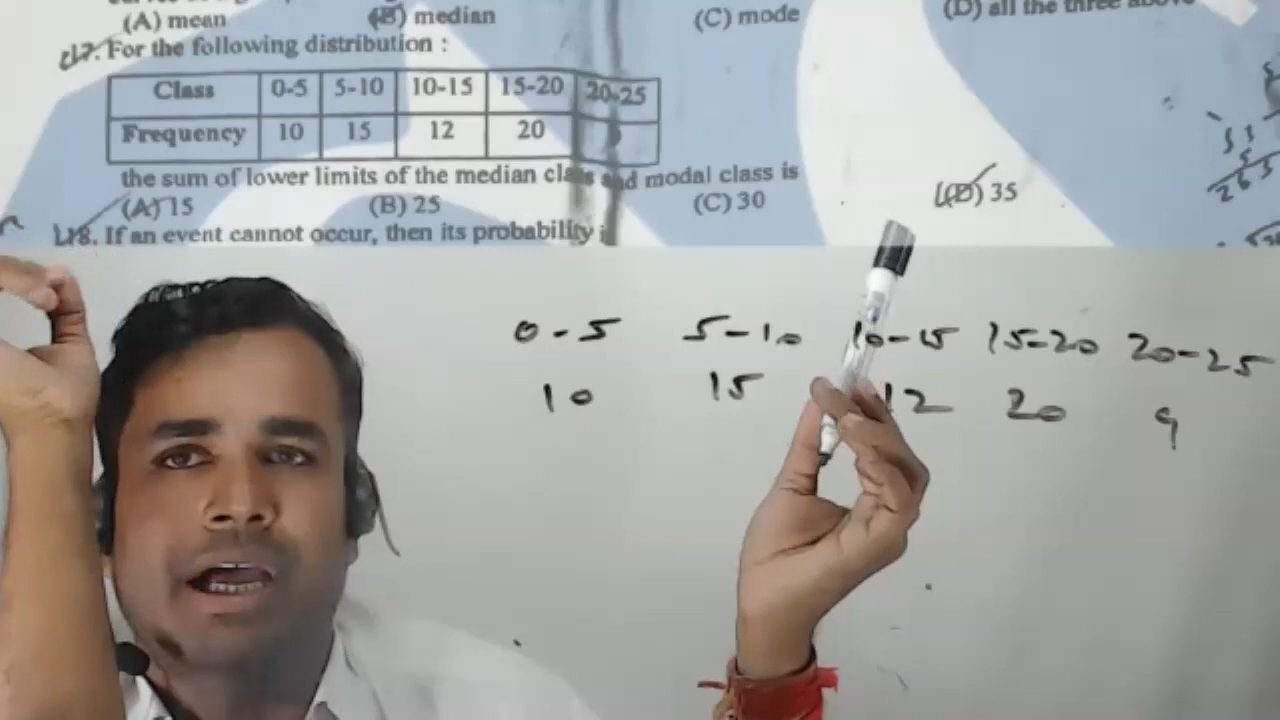 (A) mean (B) median (C) mode (D) all the three above
17. For the following distribution :
Class 0-5 5-10 10-15 15-20 20-25
Frequency 10 15 12 20
the sum of lower limits of the median class and modal class is
(A) 15 (B) 25 (C) 30 (D) 35
18. If an event cannot occur, then its probability
0-5 5-10 10-15 15-20 20-25
10 15 12 20 9
265